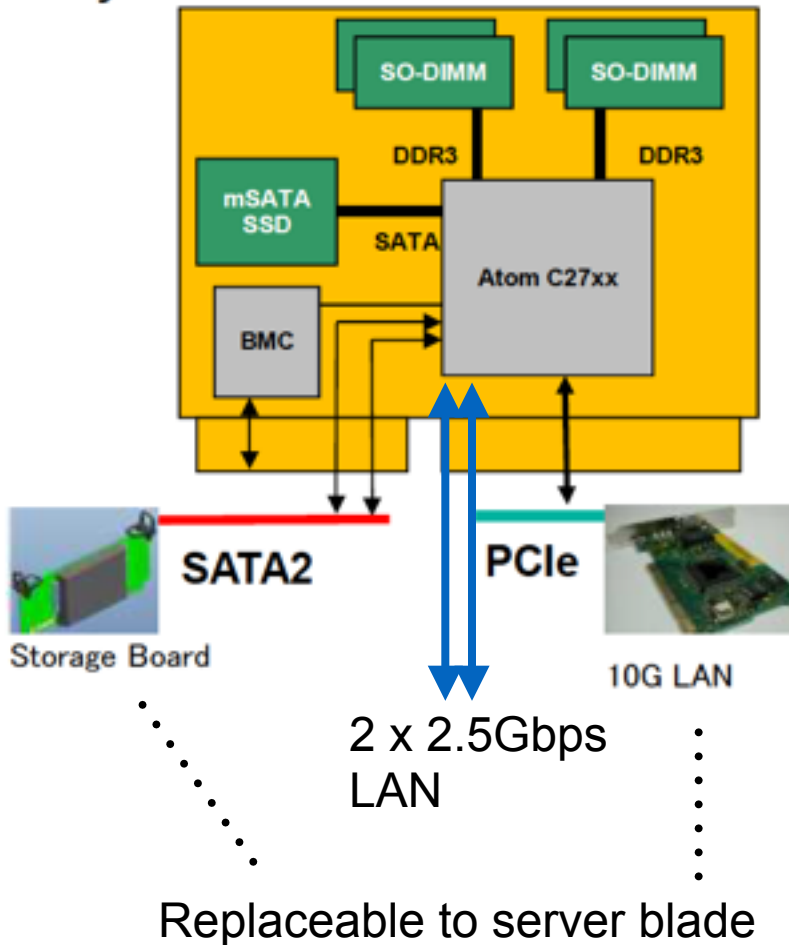 SO-DIMM
SO-DIMM
DDR3
DDR3
mSATA
SSD
SATA
Atom C27xx
BMC
SATA2
PCIe
Storage Board
10G LAN
2 x 2.5Gbps
LAN
Replaceable to server blade